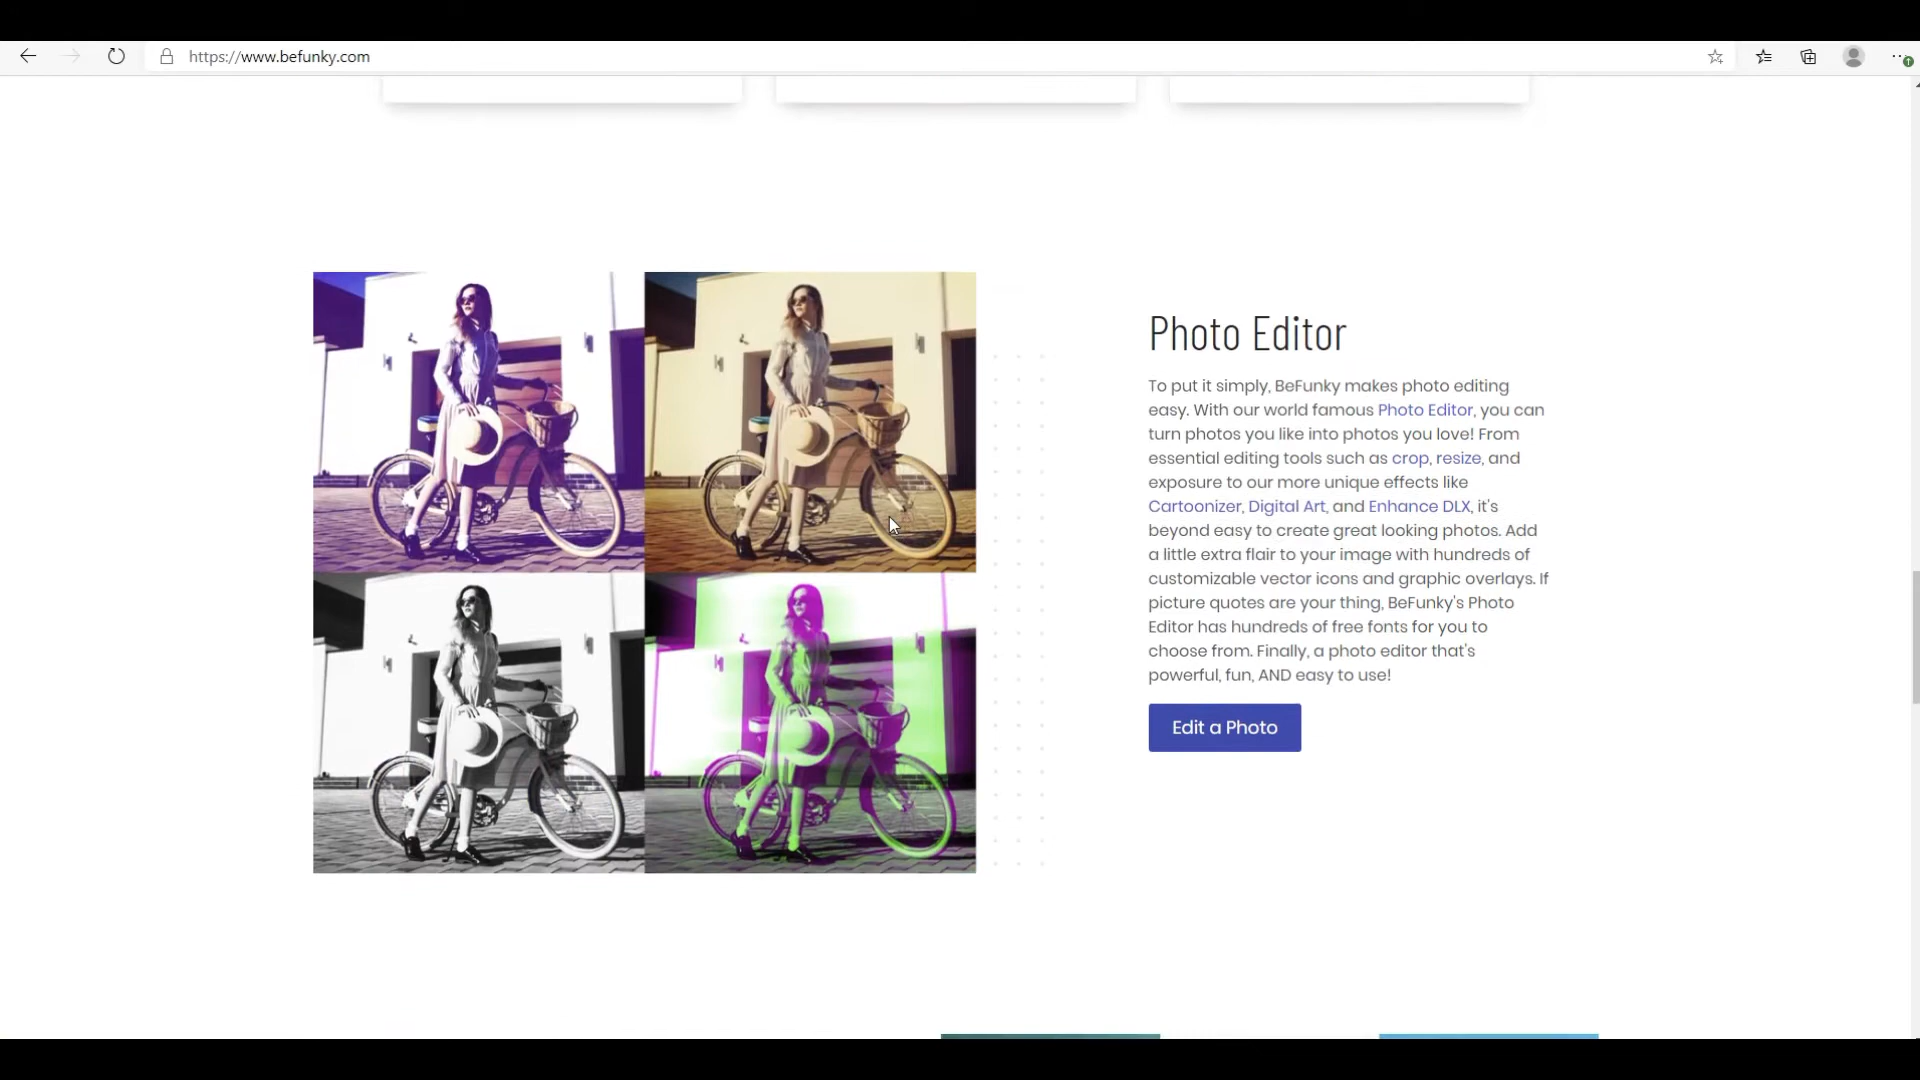 https://www.befunky.com
Photo Editor
To put it simply, BeFunky makes photo editing
easy. With our world famous Photo Editor, you can
turn photos you like into photos you love! From
essential editing tools such as crop, resize, and
exposure to our more unique effects like
Cartoonizer, Digital Art, and Enhance DLX, it's
beyond easy to create great looking photos. Add
a little extra flair to your image with hundreds of
customizable vector icons and graphic overlays. If
picture quotes are your thing, BeFunky's Photo
Editor has hundreds of free fonts for you to
choose from. Finally, a photo editor that's
powerful, fun, AND easy to use!
Edit a Photo